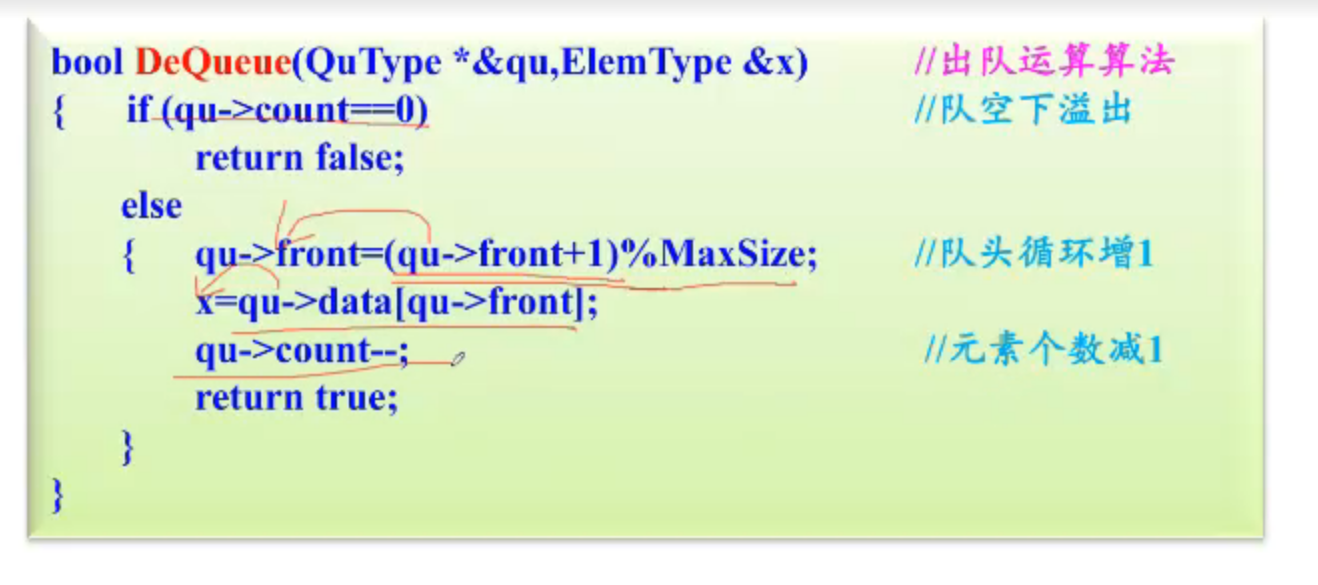 bool DeQueue(QuType *&qu,ElemType &x) //出队运算算法
{ if (qu->count==0) //队空下溢出
return false;
else
{ qu->front=(qu->front+1)%MaxSize; //队头循环增1
x=qu->data[qu->front];
qu->count--; //元素个数减1
return true;
}
}